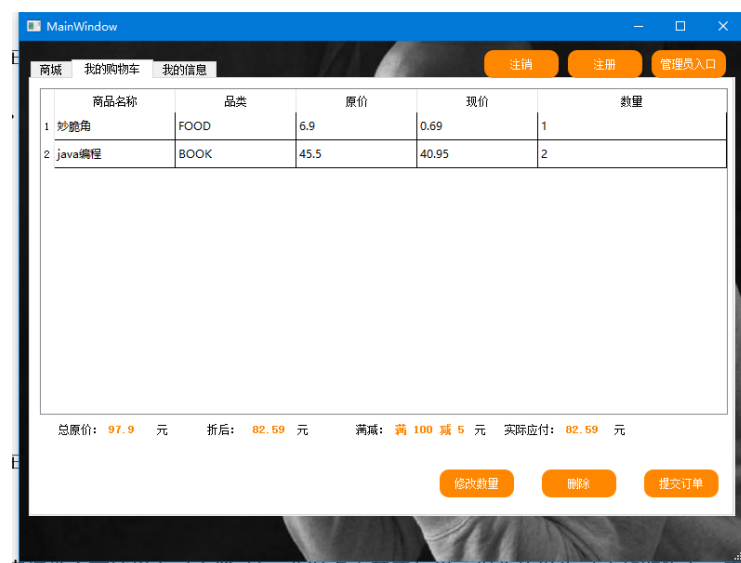 MainWindow
商城 我的购物车 我的信息 注销 注册 管理员入口
商品名称 品类 原价 现价 数量
1 妙脆角 FOOD 6.9 0.69 1
2 java编程 BOOK 45.5 40.95 2
总原价: 97.9 元 折后: 82.59 元 满减: 满 100 减 5 元 实际应付: 82.59 元
修改数量 删除 提交订单